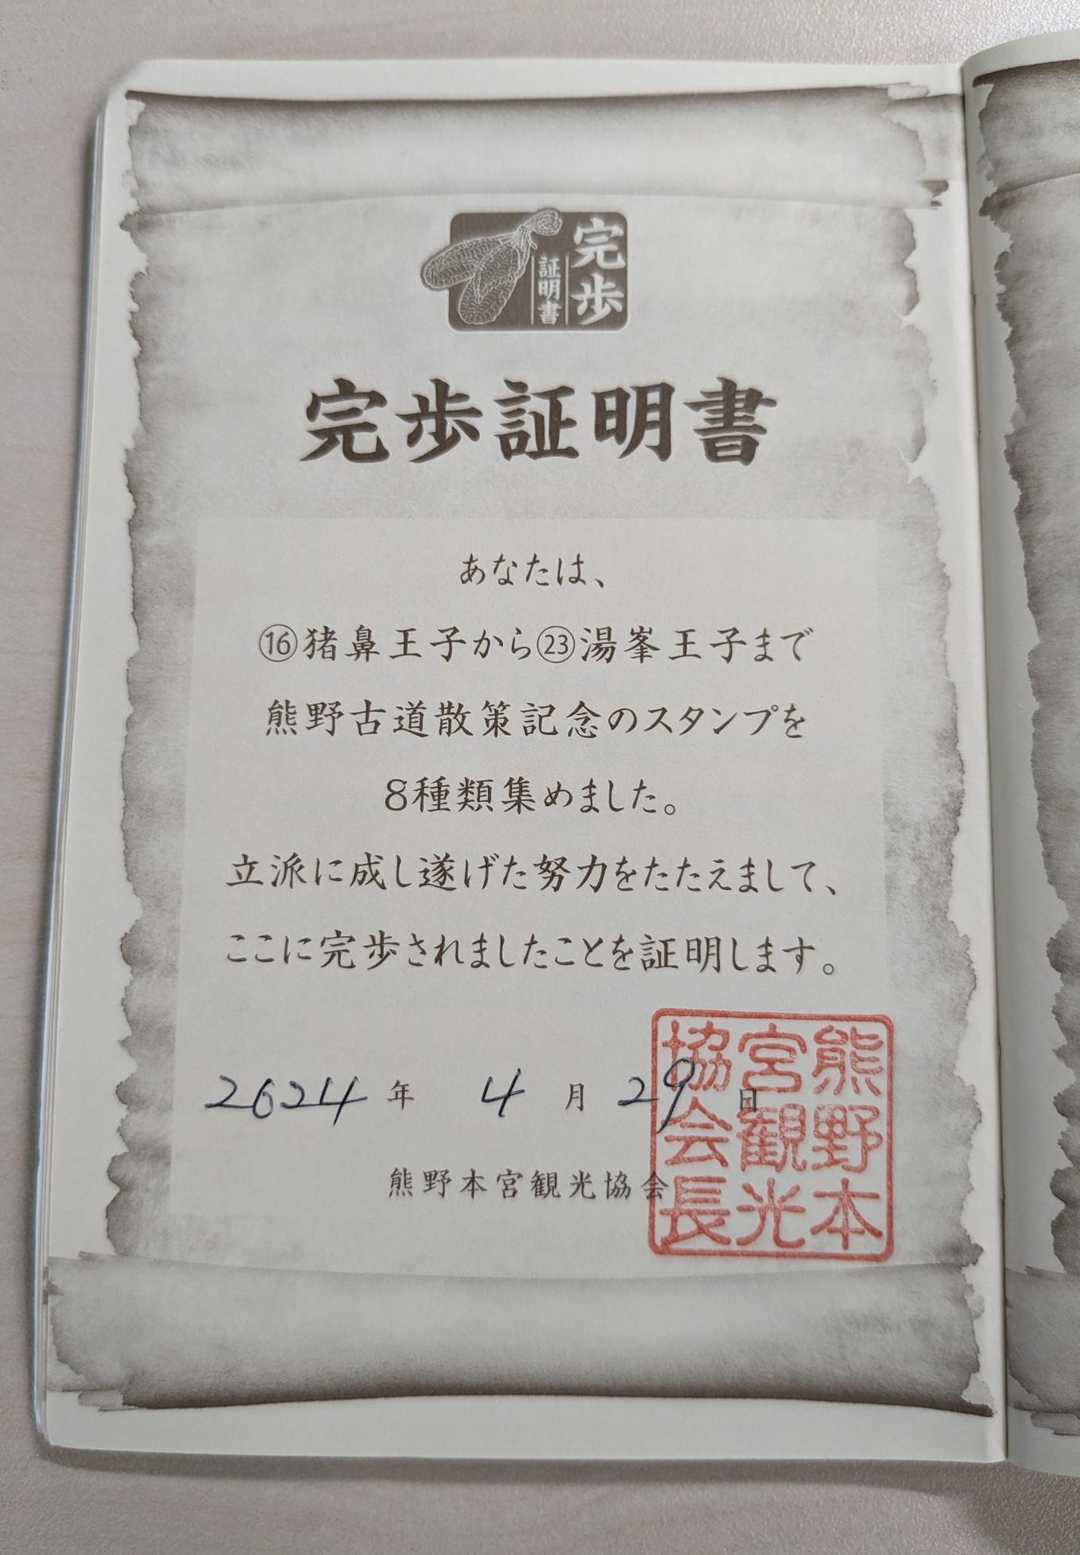 完歩
証明書
完歩証明書
あなたは、
⑯猪鼻王子から㉓湯峯王子まで
熊野古道散策記念のスタンプを
8種類集めました。
立派に成し遂げた努力をたたえまして、
ここに完歩されましたことを証明します。
2024年 4月 29日
熊野本宮観光協会
熊野本
宮観光
協会長